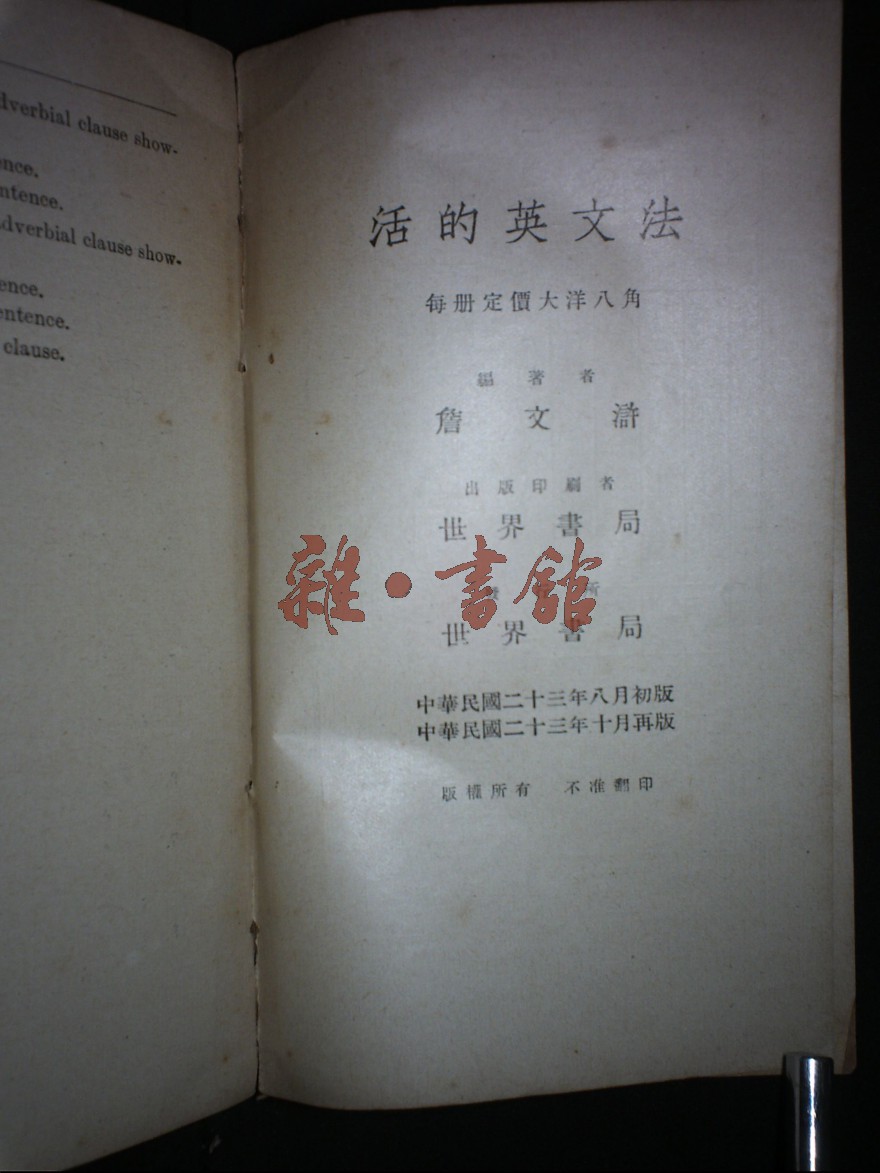 adverbial clause show-
ence.
ntence.
adverbial clause show-
ence.
entence.
clause.
活的英文法
每册定價大洋八角
編著者
詹文滸
出版印刷者
世界書局
雜·書館
所
世界書局
中華民國二十三年八月初版
中華民國二十三年十月再版
版權所有 不准翻印